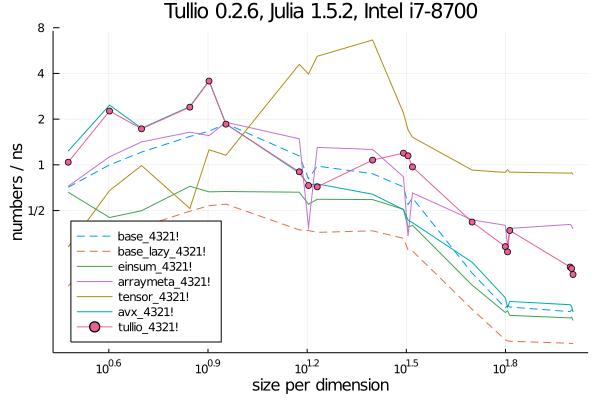 Tullio 0.2.6, Julia 1.5.2, Intel i7-8700
numbers / ns
8
4
2
1
1/2
base_4321!
base_lazy_4321!
einsum_4321!
arraymeta_4321!
tensor_4321!
avx_4321!
tullio_4321!
10^0.6 10^0.9 10^1.2 10^1.5 10^1.8
size per dimension